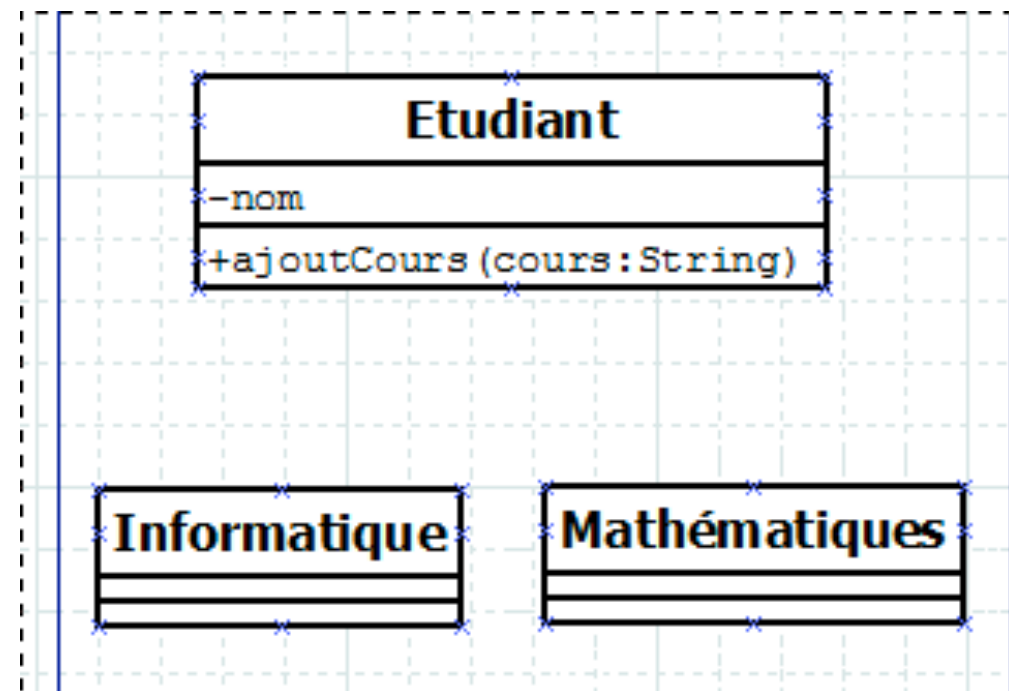 Etudiant
-nom
+ajoutCours(cours:String)
Informatique
Mathématiques